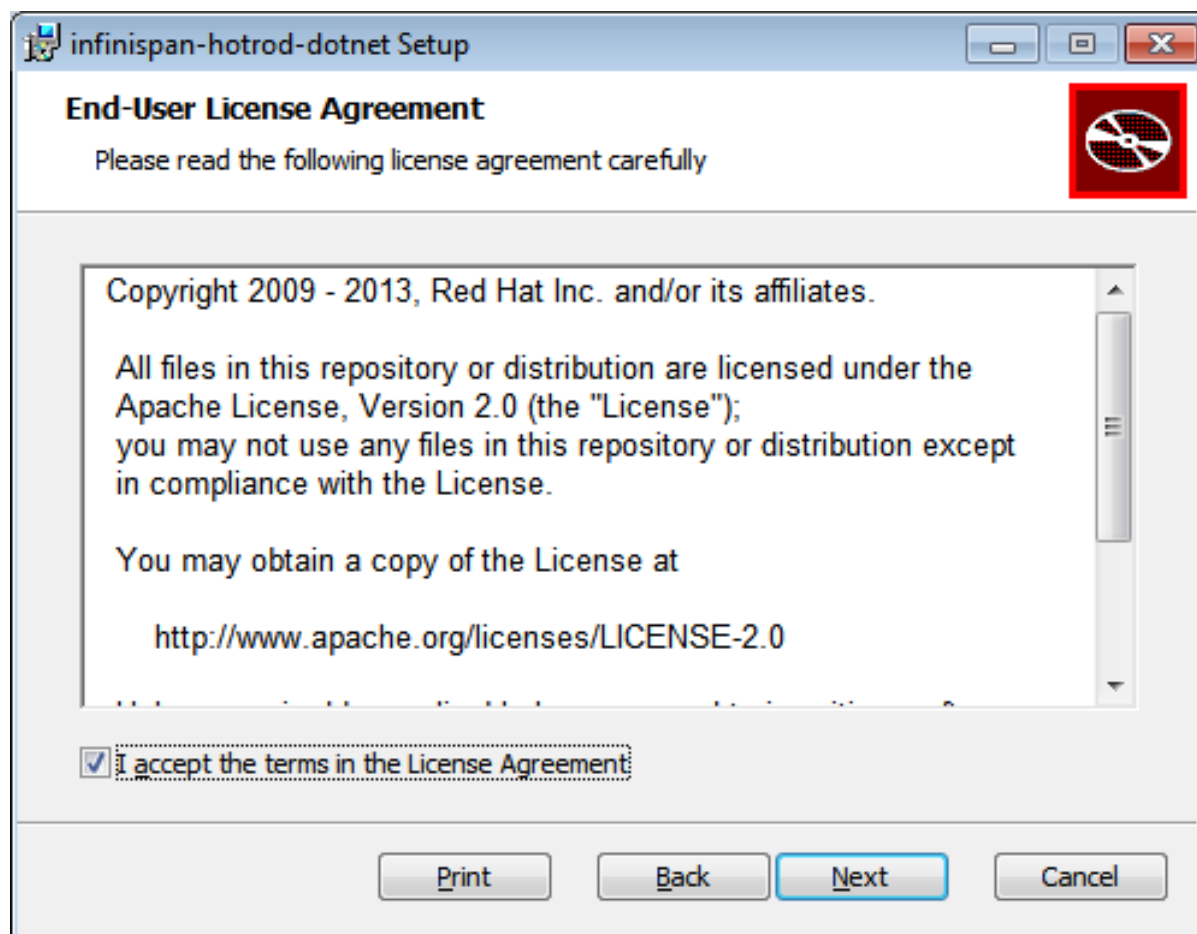 infinispan-hotrod-dotnet Setup
End-User License Agreement
Please read the following license agreement carefully
Copyright 2009 - 2013, Red Hat Inc. and/or its affiliates.
All files in this repository or distribution are licensed under the
Apache License, Version 2.0 (the "License");
you may not use any files in this repository or distribution except
in compliance with the License.
You may obtain a copy of the License at
http://www.apache.org/licenses/LICENSE-2.0
I accept the terms in the License Agreement
Print Back Next Cancel